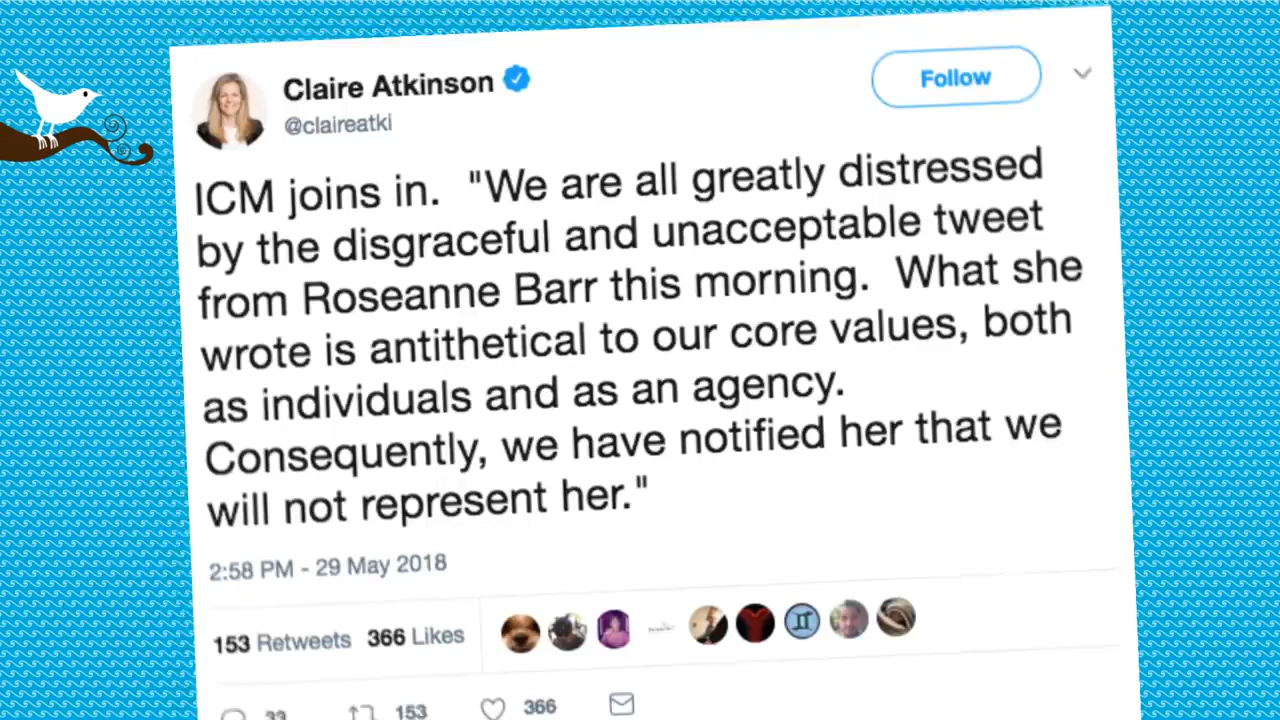 Claire Atkinson
Follow
@claireatki
ICM joins in. "We are all greatly distressed
by the disgraceful and unacceptable tweet
from Roseanne Barr this morning. What she
wrote is antithetical to our core values, both
as individuals and as an agency.
Consequently, we have notified her that we
will not represent her."
2:58 PM - 29 May 2018
153 Retweets 366 Likes
33 153 366